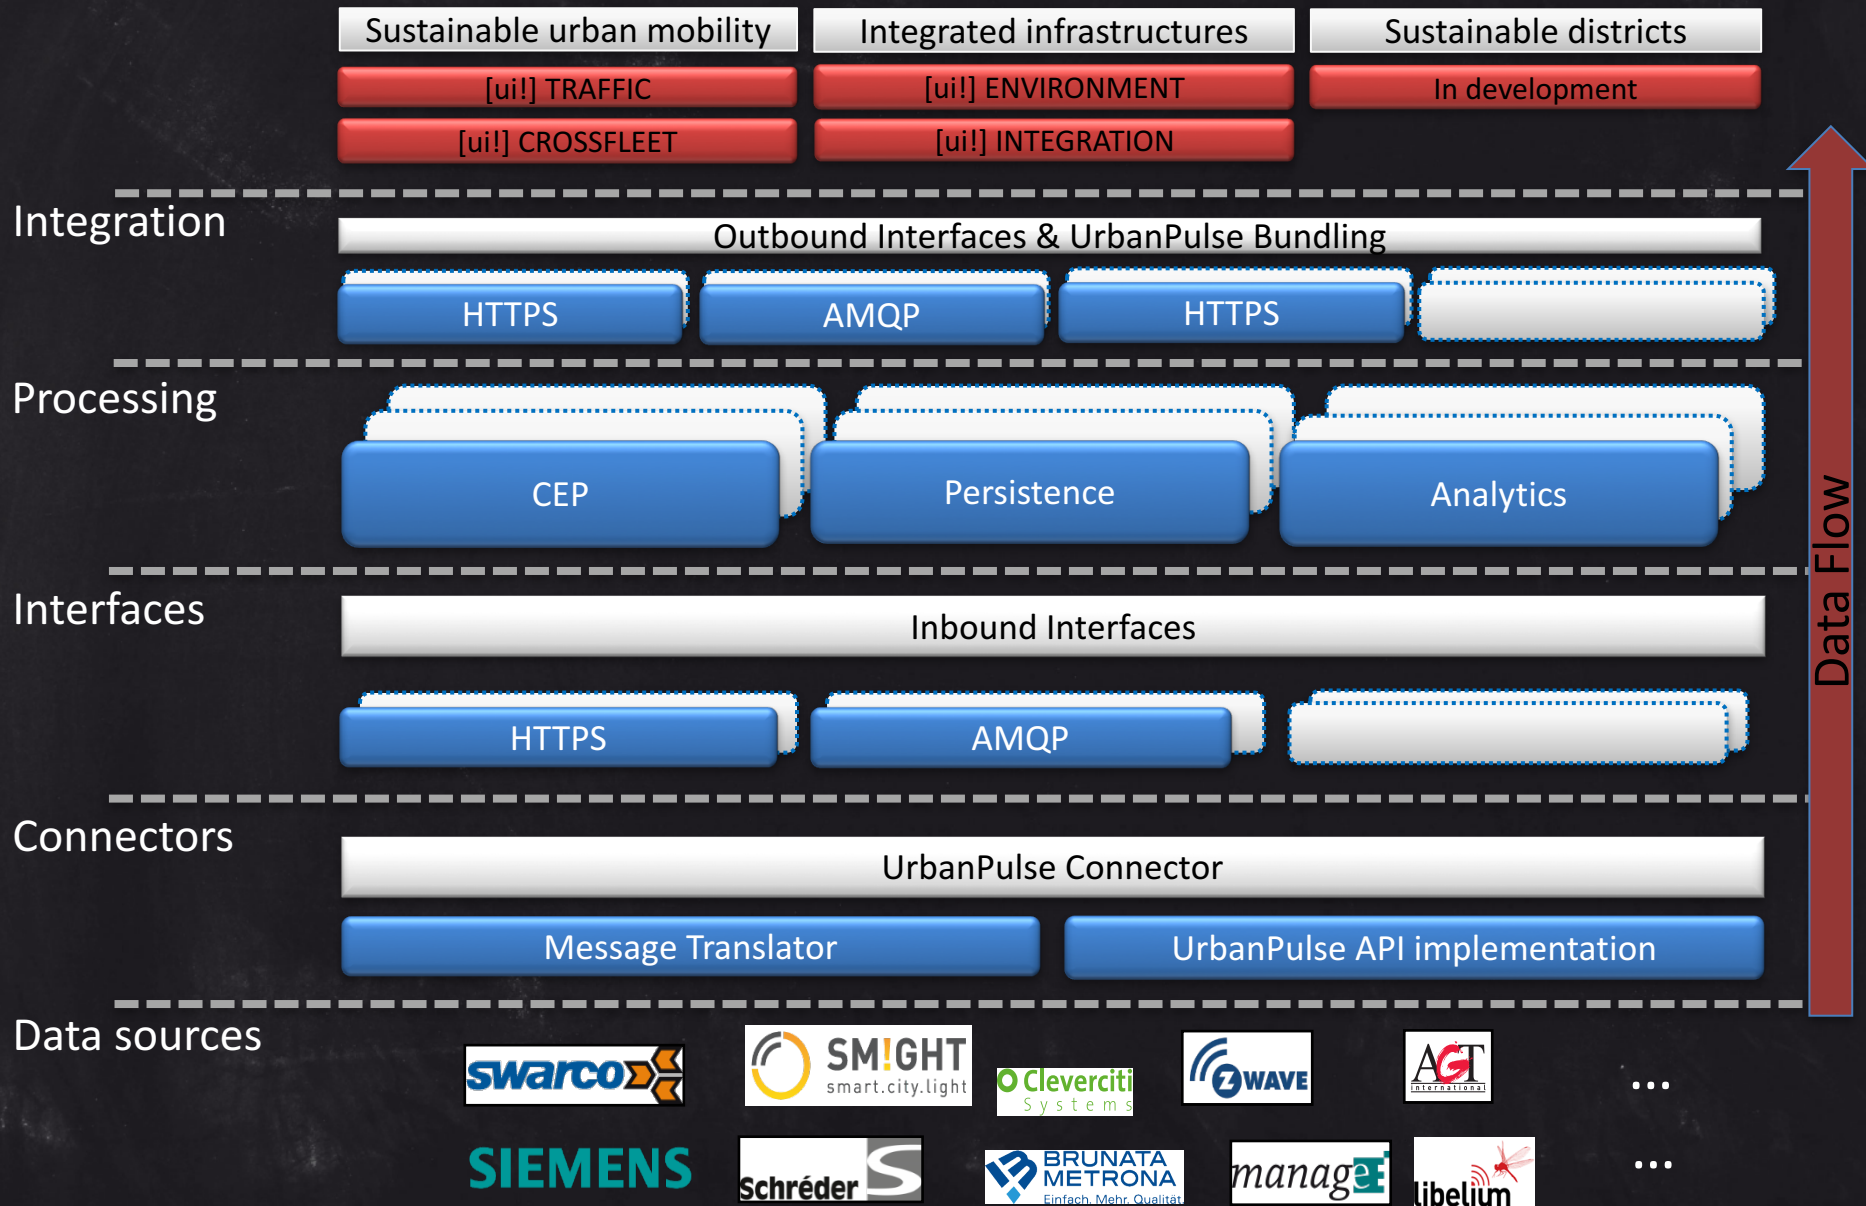 Sustainable urban mobility
Integrated infrastructures
Sustainable districts
[ui!] TRAFFIC
[ui!] ENVIRONMENT
In development
[ui!] CROSSFLEET
[ui!] INTEGRATION
Integration
Outbound Interfaces & UrbanPulse Bundling
HTTPS
AMQP
HTTPS
Processing
CEP
Persistence
Analytics
Data Flow
Interfaces
Inbound Interfaces
HTTPS
AMQP
Connectors
UrbanPulse Connector
Message Translator
UrbanPulse API implementation
Data sources
swarco
SM!GHT
smart.city.light
Cleverciti
Systems
Z WAVE
AGT
international
...
SIEMENS
Schréder
S
BRUNATA
METRONA
Einfach. Mehr. Qualität.
manageE
libelium
...